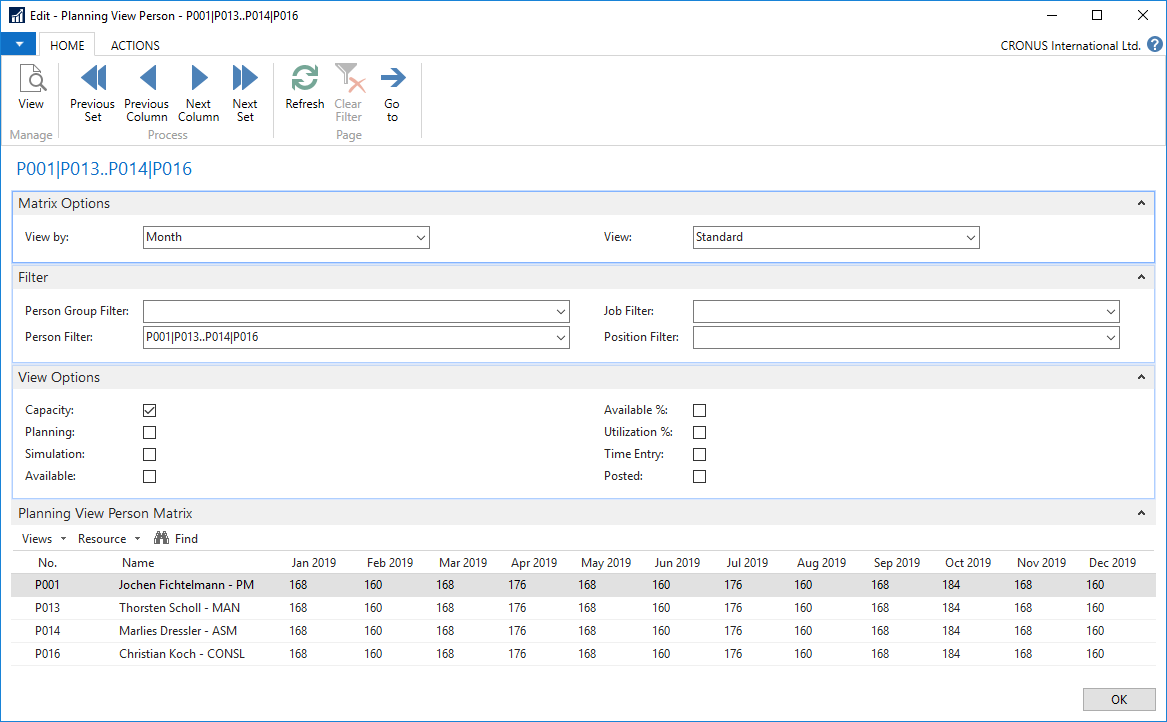 Edit - Planning View Person - P001|P013..P014|P016
HOME ACTIONS CRONUS International Ltd. ?
View Previous Set Previous Column Next Column Next Set Refresh Clear Filter Go to
Manage Process Page
P001|P013..P014|P016
Matrix Options
View by: Month View: Standard
Filter
Person Group Filter: Job Filter:
Person Filter: P001|P013..P014|P016 Position Filter:
View Options
Capacity: Available %:
Planning: Utilization %:
Simulation: Time Entry:
Available: Posted:
Planning View Person Matrix
Views Resource Find
No. Name Jan 2019 Feb 2019 Mar 2019 Apr 2019 May 2019 Jun 2019 Jul 2019 Aug 2019 Sep 2019 Oct 2019 Nov 2019 Dec 2019
P001 Jochen Fichtelmann - PM 168 160 168 176 168 160 176 160 168 184 168 160
P013 Thorsten Scholl - MAN 168 160 168 176 168 160 176 160 168 184 168 160
P014 Marlies Dressler - ASM 168 160 168 176 168 160 176 160 168 184 168 160
P016 Christian Koch - CONSL 168 160 168 176 168 160 176 160 168 184 168 160
OK